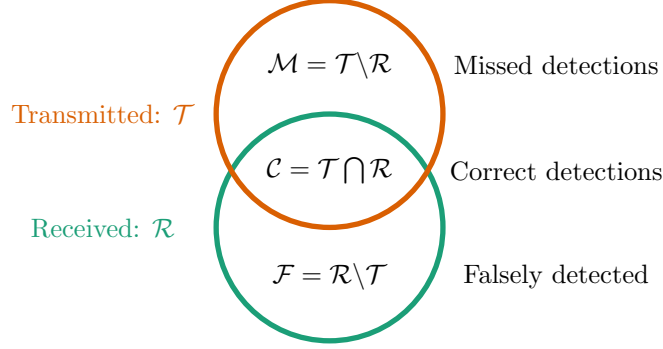 ℳ = 𝒯\ℛ Missed detections
Transmitted: 𝒯
𝒞 = 𝒯 ⋂ ℛ Correct detections
Received: ℛ
ℱ = ℛ\𝒯 Falsely detected